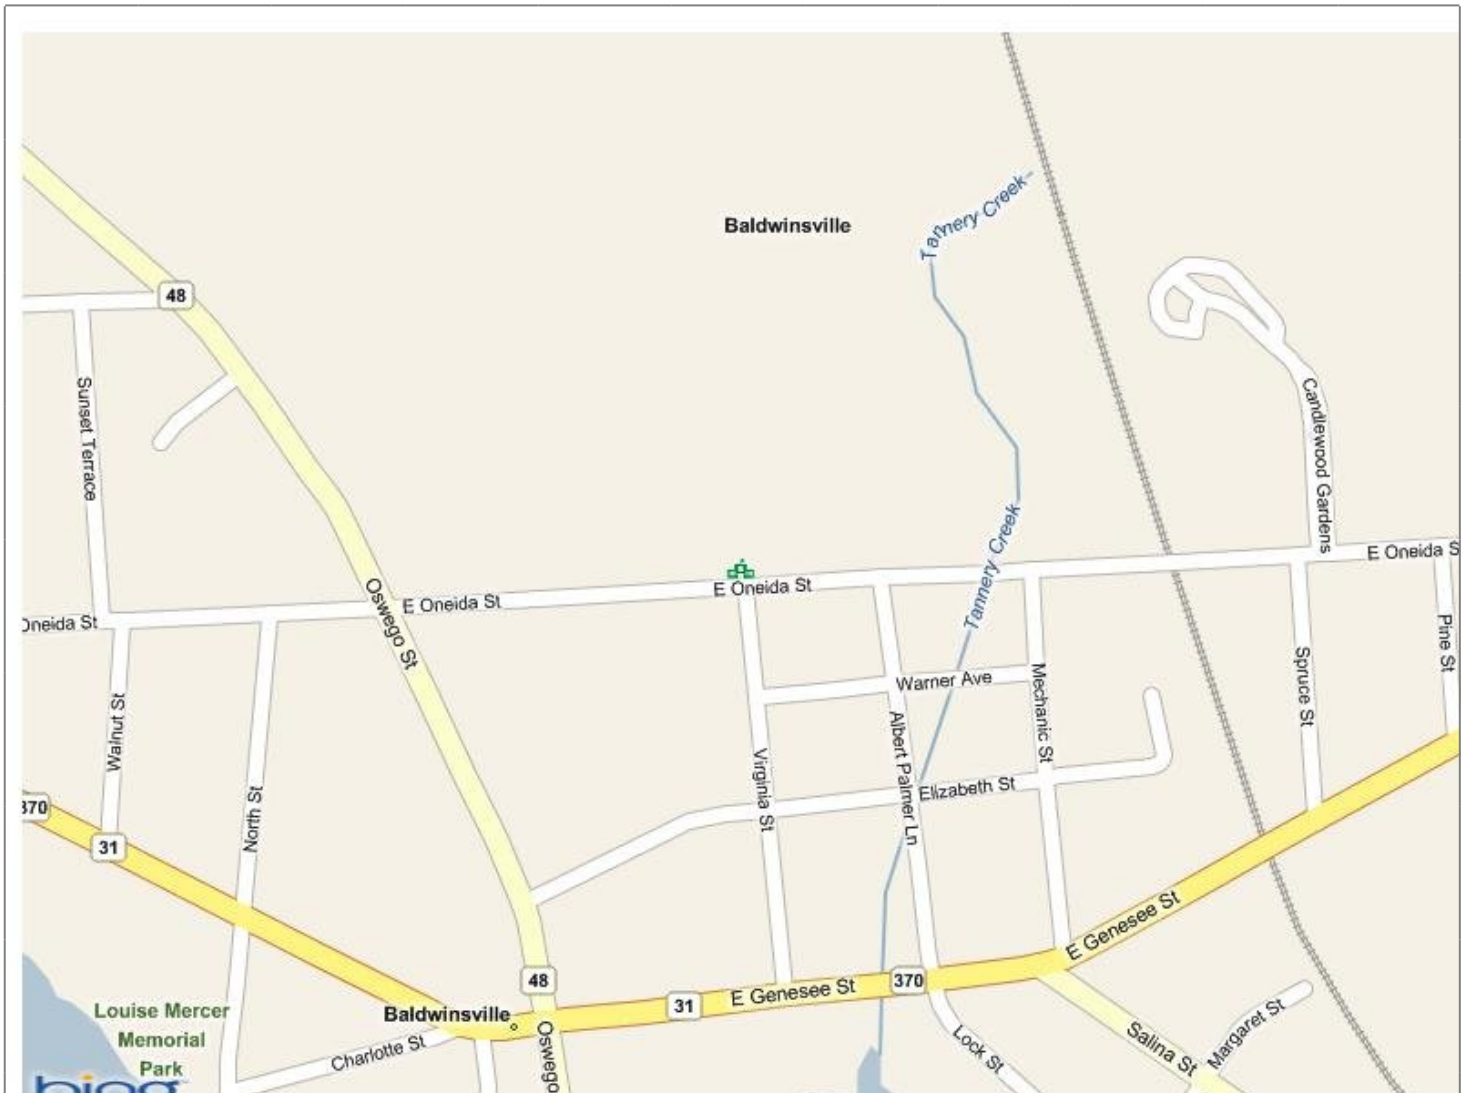 Tannery Creek
Baldwinsville
48
Sunset Terrace
Candlewood Gardens
Tannery Creek
E Oneida S
E Oneida St
E Oneida St
Oneida St
Oswego St
Pine St
Spruce St
Warner Ave
Mechanic St
Walnut St
Albert Palmer Ln
Virginia St
Elizabeth St
North St
370
31
E Genesee St
48
370
E Genesee St
31
Baldwinsville
Louise Mercer
Memorial
Park
Charlotte St
Oswego
Lock St
Salina St
Margaret St
bing